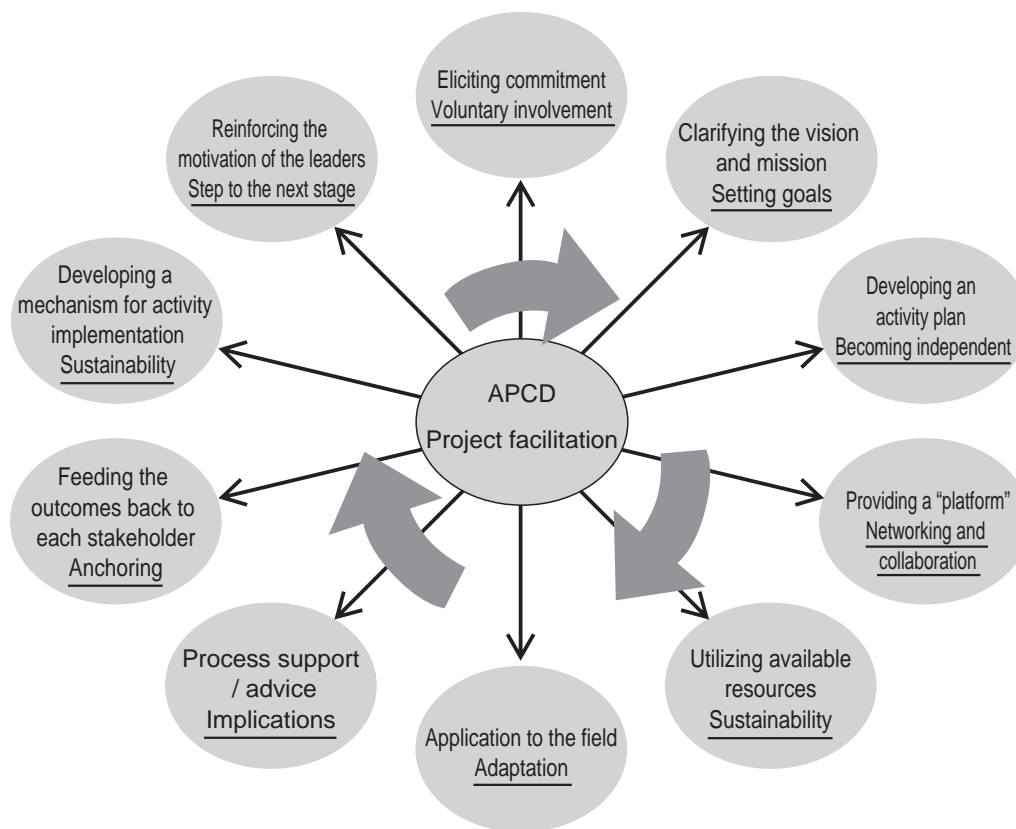 Eliciting commitment
Voluntary involvement
Clarifying the vision
and mission
Setting goals
Developing an
activity plan
Becoming independent
Providing a “platform”
Networking and
collaboration
Utilizing available
resources
Sustainability
Application to the field
Adaptation
Process support
/ advice
Implications
Feeding the
outcomes back to
each stakeholder
Anchoring
Developing a
mechanism for activity
implementation
Sustainability
Reinforcing the
motivation of the leaders
Step to the next stage
APCD
Project facilitation